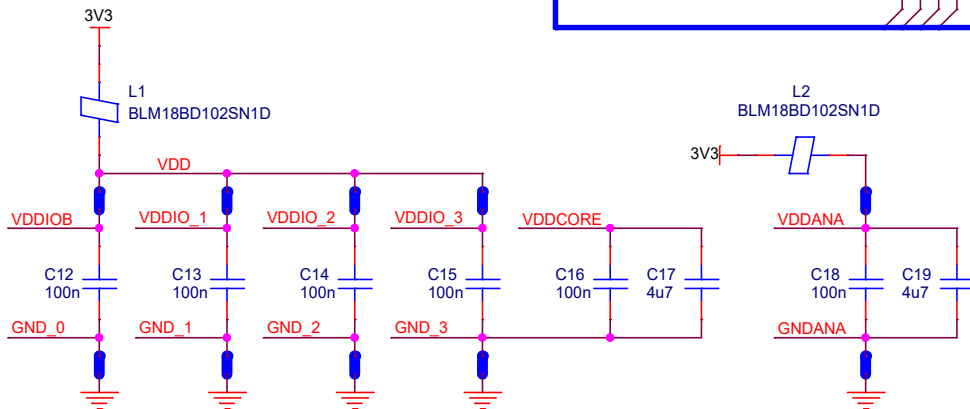 3V3
L1
BLM18BD102SN1D
L2
BLM18BD102SN1D
3V3
VDD
VDDIOB
VDDIO_1
VDDIO_2
VDDIO_3
VDDCORE
VDDANA
C12
100n
C13
100n
C14
100n
C15
100n
C16
100n
C17
4u7
C18
100n
C19
4u7
GND_0
GND_1
GND_2
GND_3
GNDANA